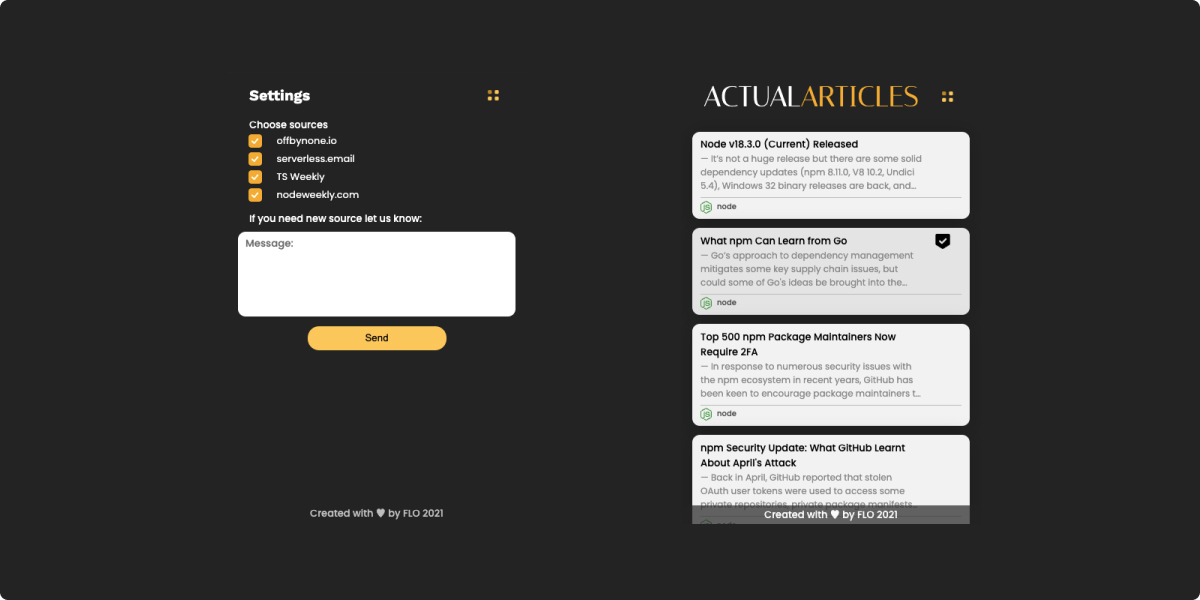 Settings
Choose sources
offbynone.io
serverless.email
TS Weekly
nodeweekly.com
If you need new source let us know:
Message:
Send
Created with ♥ by FLO 2021
ACTUALARTICLES
Node v18.3.0 (Current) Released
— It's not a huge release but there are some solid
dependency updates (npm 8.11.0, V8 10.2, Undici
5.4), Windows 32 binary releases are back, and...
node
What npm Can Learn from Go
— Go's approach to dependency management
mitigates some key supply chain issues, but
could some of Go's ideas be brought into the...
node
Top 500 npm Package Maintainers Now
Require 2FA
— In response to numerous security issues with
the npm ecosystem in recent years, GitHub has
been keen to encourage package maintainers t...
node
npm Security Update: What GitHub Learnt
About April's Attack
— Back in April, GitHub reported that stolen
OAuth user tokens were used to access some
private repositories, private package manifests...
Created with ♥ by FLO 2021